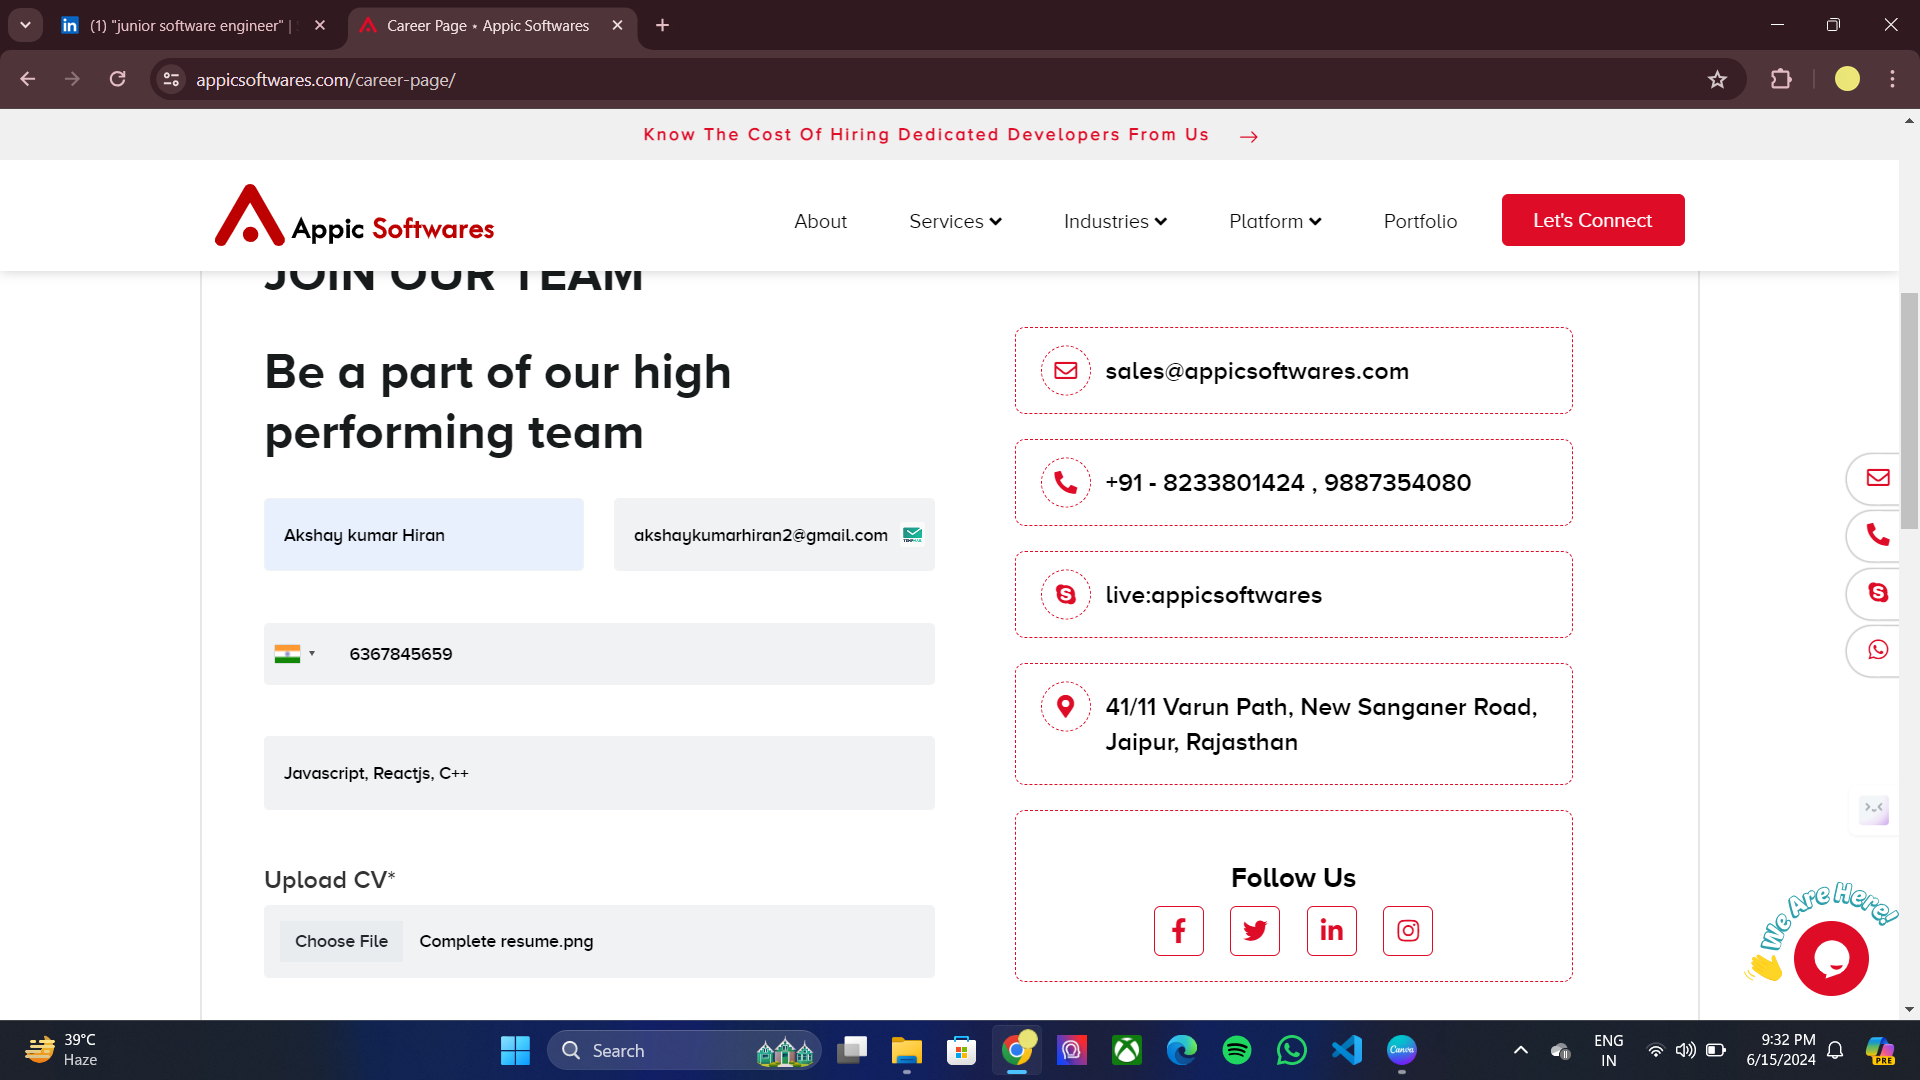 (1) "junior software engineer" |
Career Page • Appic Softwares
appicsoftwares.com/career-page/
Know The Cost Of Hiring Dedicated Developers From Us →
Appic Softwares
About
Services
Industries
Platform
Portfolio
Let's Connect
JOIN OUR TEAM
Be a part of our high
performing team
Akshay kumar Hiran
akshaykumarhiran2@gmail.com
6367845659
Javascript, Reactjs, C++
Upload CV*
Choose File Complete resume.png
sales@appicsoftwares.com
+91 - 8233801424 , 9887354080
live:appicsoftwares
41/11 Varun Path, New Sanganer Road,
Jaipur, Rajasthan
Follow Us
We Are Here!
39°C
Haze
Search
Canva
ENG
IN
9:32 PM
6/15/2024
PRE